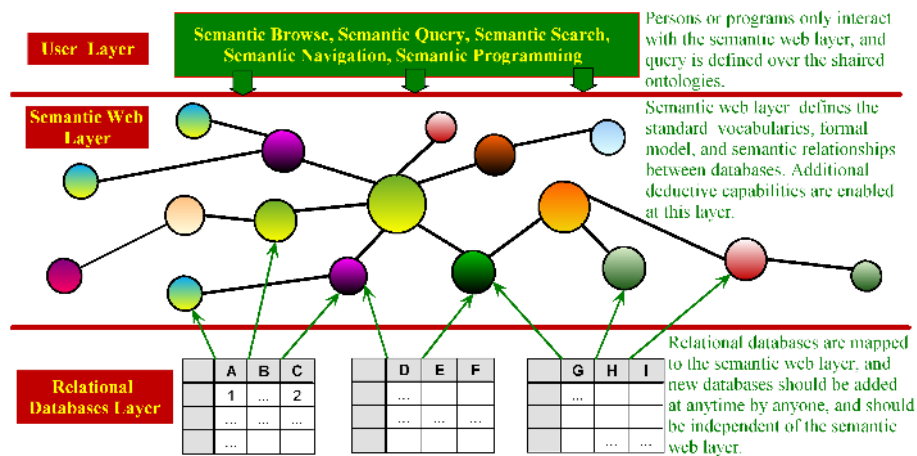 User Layer
Semantic Browse, Semantic Query, Semantic Search,
Semantic Navigation, Semantic Programming
Persons or programs only interact
with the semantic web layer, and
query is defined over the shaired
ontologies.
Semantic Web
Layer
Semantic web layer defines the
standard vocabularies, formal
model, and semantic relationships
between databases. Additional
deductive capabilities are enabled
at this layer.
Relational
Databases Layer
A B C
1 ... 2
... ... ...
...
D E F
...
... ... ...
G H I
...
... ...
Relational databases are mapped
to the semantic web layer, and
new databases should be added
at anytime by anyone, and should
be independent of the semantic
web layer.